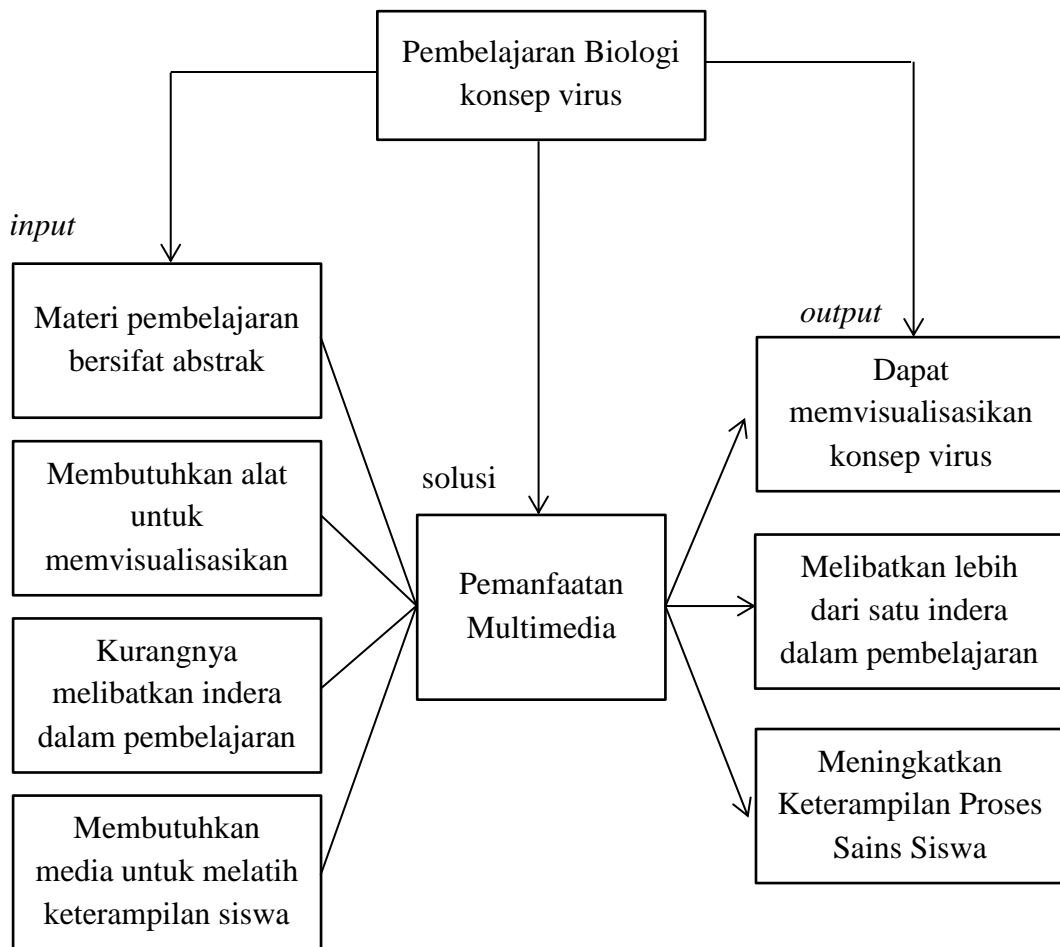 Pembelajaran Biologi
konsep virus
input
Materi pembelajaran
bersifat abstrak
Membutuhkan alat
untuk
memvisualisasikan
Kurangnya
melibatkan indera
dalam pembelajaran
Membutuhkan
media untuk melatih
keterampilan siswa
solusi
Pemanfaatan
Multimedia
output
Dapat
memvisualisasikan
konsep virus
Melibatkan lebih
dari satu indera
dalam pembelajaran
Meningkatkan
Keterampilan Proses
Sains Siswa